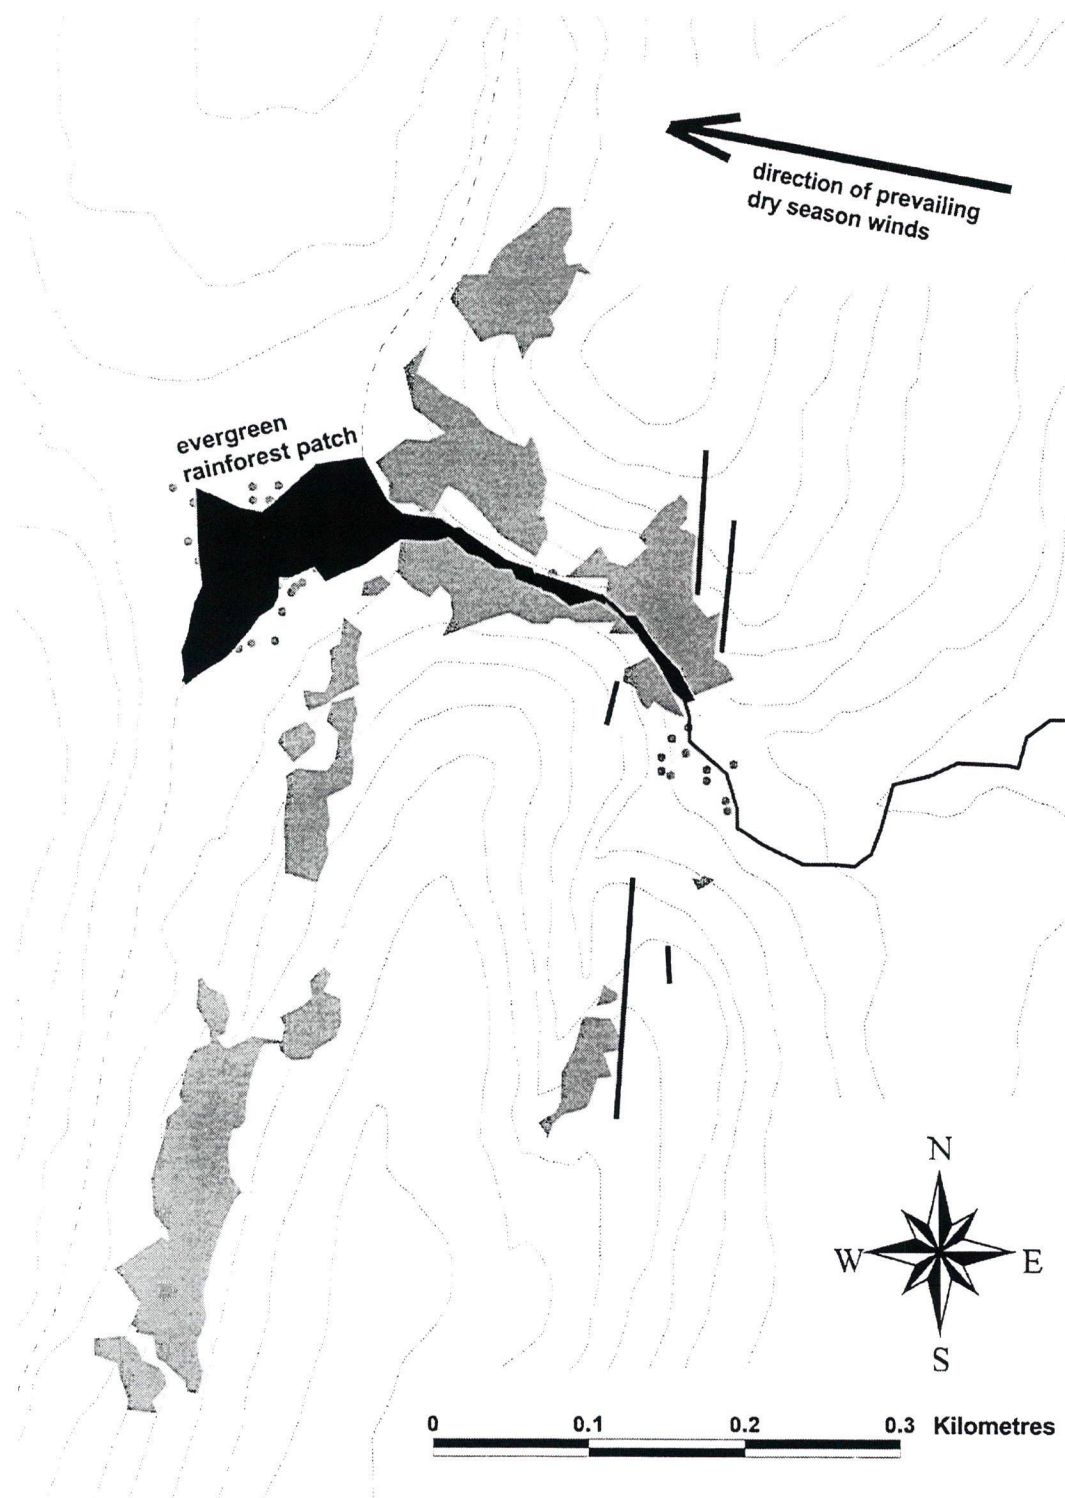 direction of prevailing
dry season winds
evergreen
rainforest patch
N
W E
S
0 0.1 0.2 0.3 Kilometres